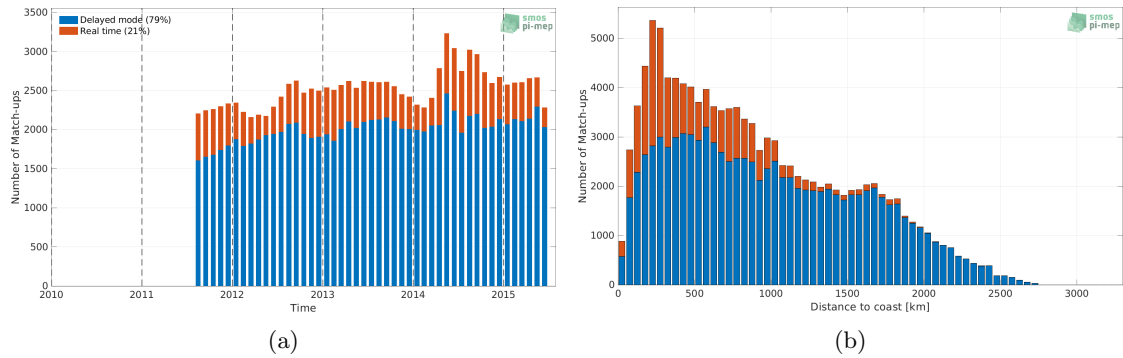 Delayed mode (79%)
Real time (21%)
smos
pi-mep
Number of Match-ups
3500
3000
2500
2000
1500
1000
500
0
2010 2011 2012 2013 2014 2015
Time
(a)
smos
pi-mep
Number of Match-ups
5000
4000
3000
2000
1000
0
0 500 1000 1500 2000 2500 3000
Distance to coast [km]
(b)